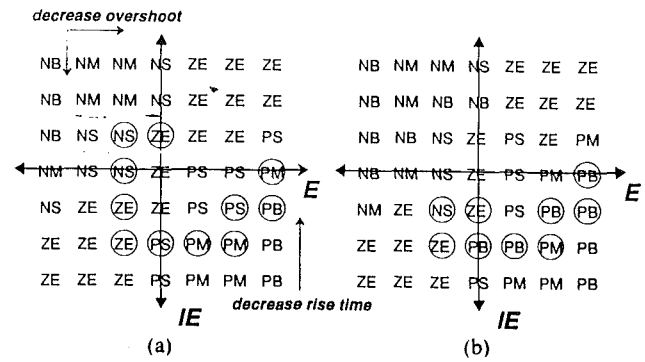 decrease overshoot
NB NM NM NS ZE ZE ZE
NB NM NM NS ZE ZE ZE
NB NS NS ZE ZE ZE PS
NM NS NS ZE PS PS PM
E
NS ZE ZE ZE PS PS PB
ZE ZE ZE PS PM PM PB
ZE ZE ZE PS PM PM PB
decrease rise time
IE
(a)
NB NM NM NS ZE ZE ZE
NB NM NB NB ZE ZE ZE
NB NB NS ZE PS ZE PM
NB NM NS ZE PS PM PB
E
NM ZE NS ZE PS PB PB
ZE ZE ZE PB PB PM PB
ZE ZE ZE PS PM PM PB
IE
(b)